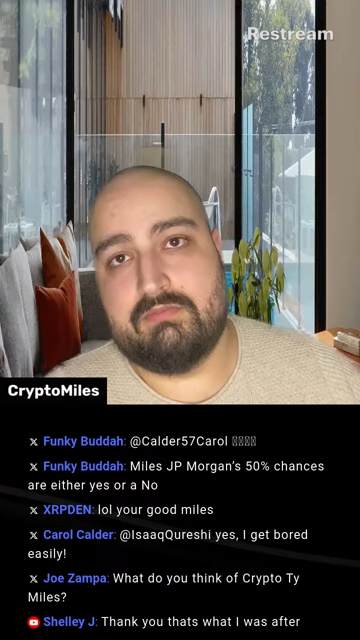 Restream
CryptoMiles
Funky Buddah: @Calder57Carol
Funky Buddah: Miles JP Morgan’s 50% chances
are either yes or a No
XRPDEN: lol your good miles
Carol Calder: @IsaaqQureshi yes, I get bored
easily!
Joe Zampa: What do you think of Crypto Ty
Miles?
Shelley J: Thank you thats what I was after